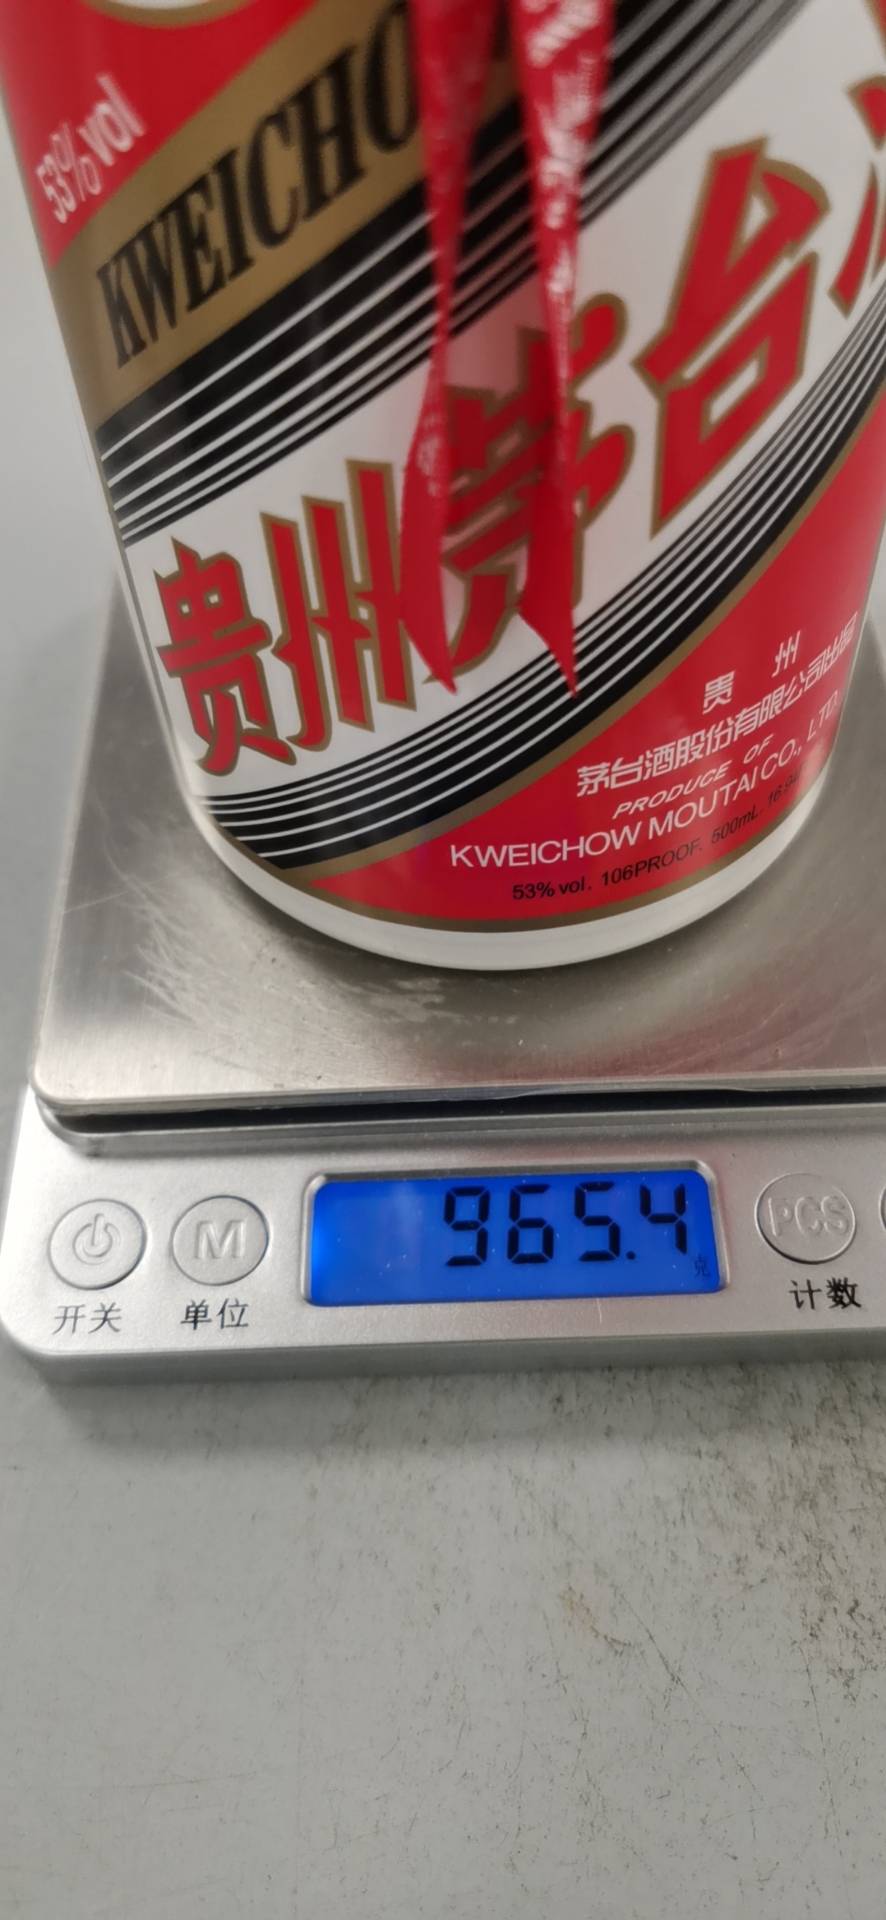 53%vol
KWEICHO
贵州茅台
贵 州
茅台酒股份有限公司出品
PRODUCE OF
KWEICHOW MOUTAI CO., LTD.
53% vol. 106PROOF. 500mL.
965.4
克
M
PCS
开关
单位
计数